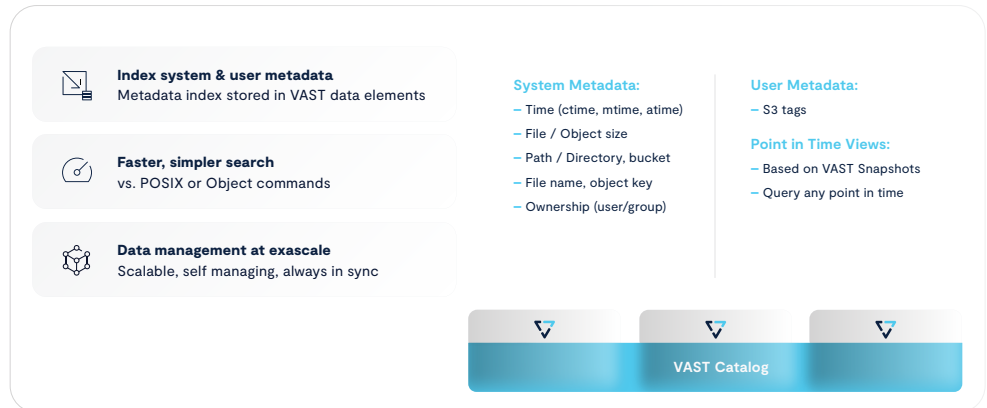 Index system & user metadata
Metadata index stored in VAST data elements
Faster, simpler search
vs. POSIX or Object commands
Data management at exascale
Scalable, self managing, always in sync
System Metadata:
– Time (ctime, mtime, atime)
– File / Object size
– Path / Directory, bucket
– File name, object key
– Ownership (user/group)
User Metadata:
– S3 tags
Point in Time Views:
– Based on VAST Snapshots
– Query any point in time
VAST Catalog